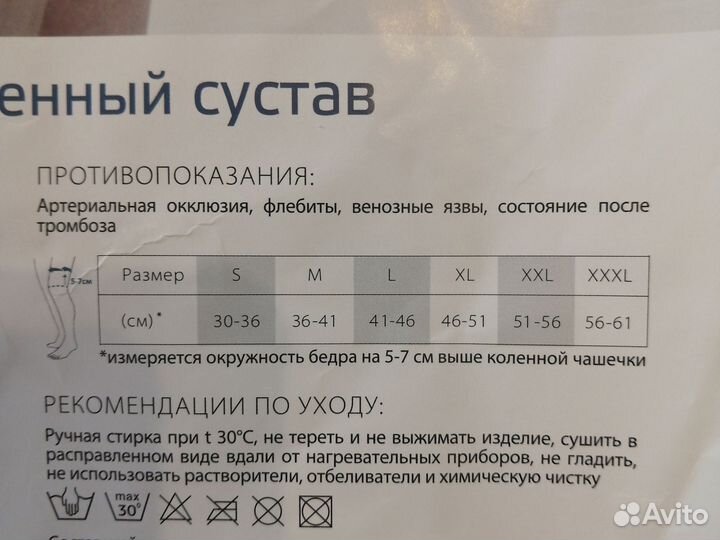 енный сустав
ПРОТИВОПОКАЗАНИЯ:
Артериальная окклюзия, флебиты, венозные язвы, состояние после
тромбоза
5-7см
Размер S M L XL XXL XXXL
(см)* 30-36 36-41 41-46 46-51 51-56 56-61
*измеряется окружность бедра на 5-7 см выше коленной чашечки
РЕКОМЕНДАЦИИ ПО УХОДУ:
Ручная стирка при t 30°C, не тереть и не выжимать изделие, сушить в
расправленном виде вдали от нагревательных приборов, не гладить,
не использовать растворители, отбеливатели и химическую чистку
max
30°
Avito